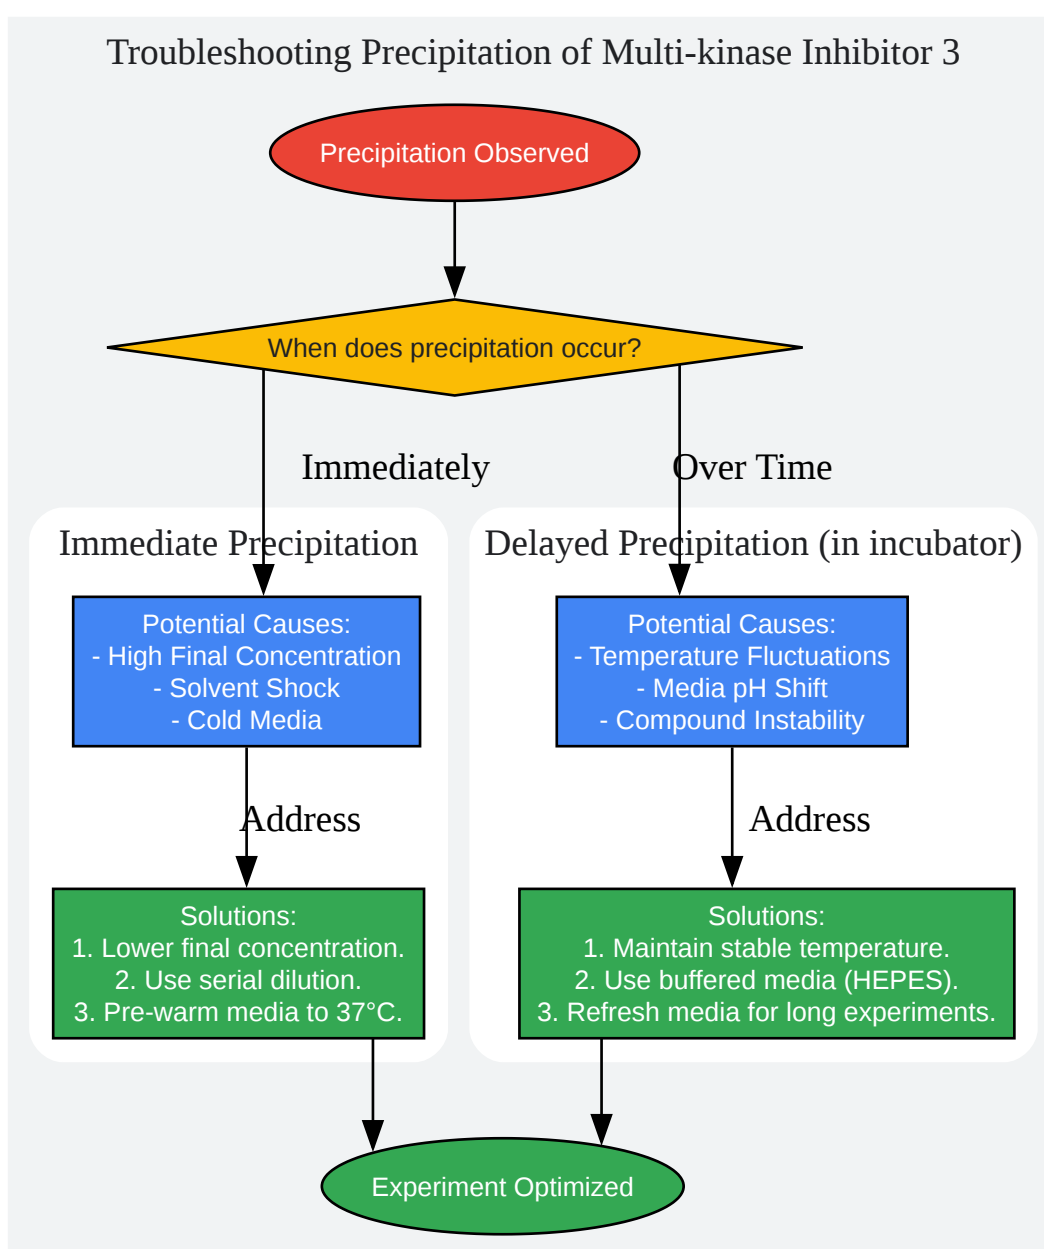 Troubleshooting Precipitation of Multi-kinase Inhibitor 3
Precipitation Observed
When does precipitation occur?
Immediately
Over Time
Immediate Precipitation
Potential Causes:
- High Final Concentration
- Solvent Shock
- Cold Media
Address
Solutions:
1. Lower final concentration.
2. Use serial dilution.
3. Pre-warm media to 37°C.
Delayed Precipitation (in incubator)
Potential Causes:
- Temperature Fluctuations
- Media pH Shift
- Compound Instability
Address
Solutions:
1. Maintain stable temperature.
2. Use buffered media (HEPES).
3. Refresh media for long experiments.
Experiment Optimized